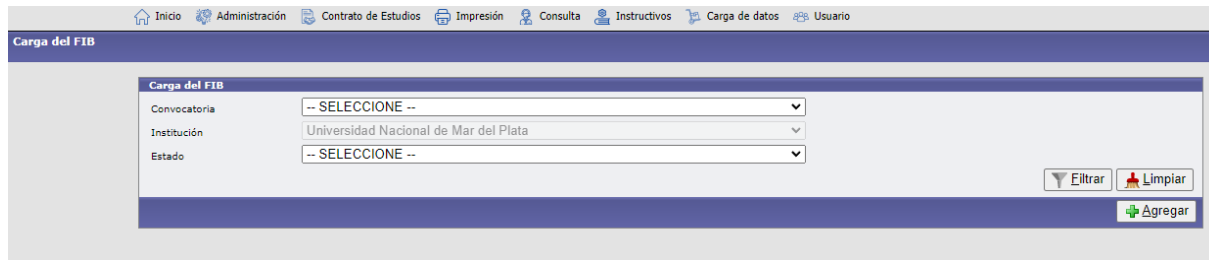 Inicio Administración Contrato de Estudios Impresión Consulta Instructivos Carga de datos Usuario
Carga del FIB
Carga del FIB
Convocatoria -- SELECCIONE --
Institución Universidad Nacional de Mar del Plata
Estado -- SELECCIONE --
Filtrar Limpiar
Agregar